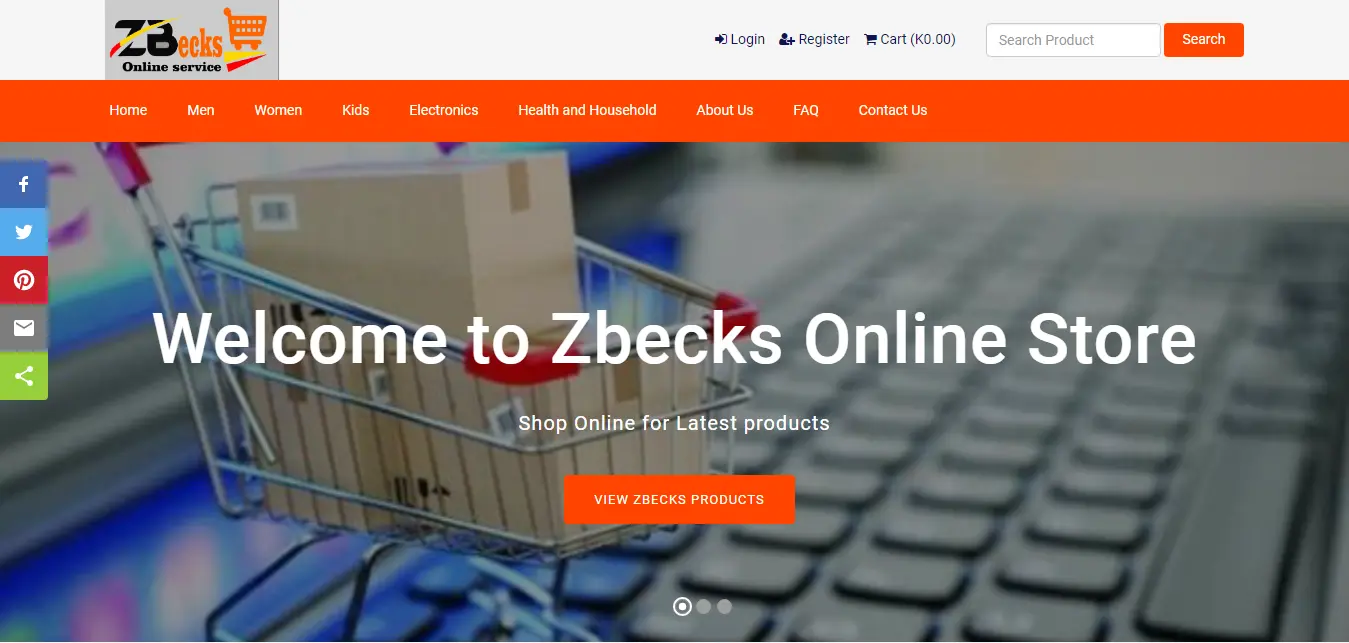 ZBecks
Online service
Login Register Cart (K0.00) Search Product Search
Home Men Women Kids Electronics Health and Household About Us FAQ Contact Us
Welcome to Zbecks Online Store
Shop Online for Latest products
VIEW ZBECKS PRODUCTS